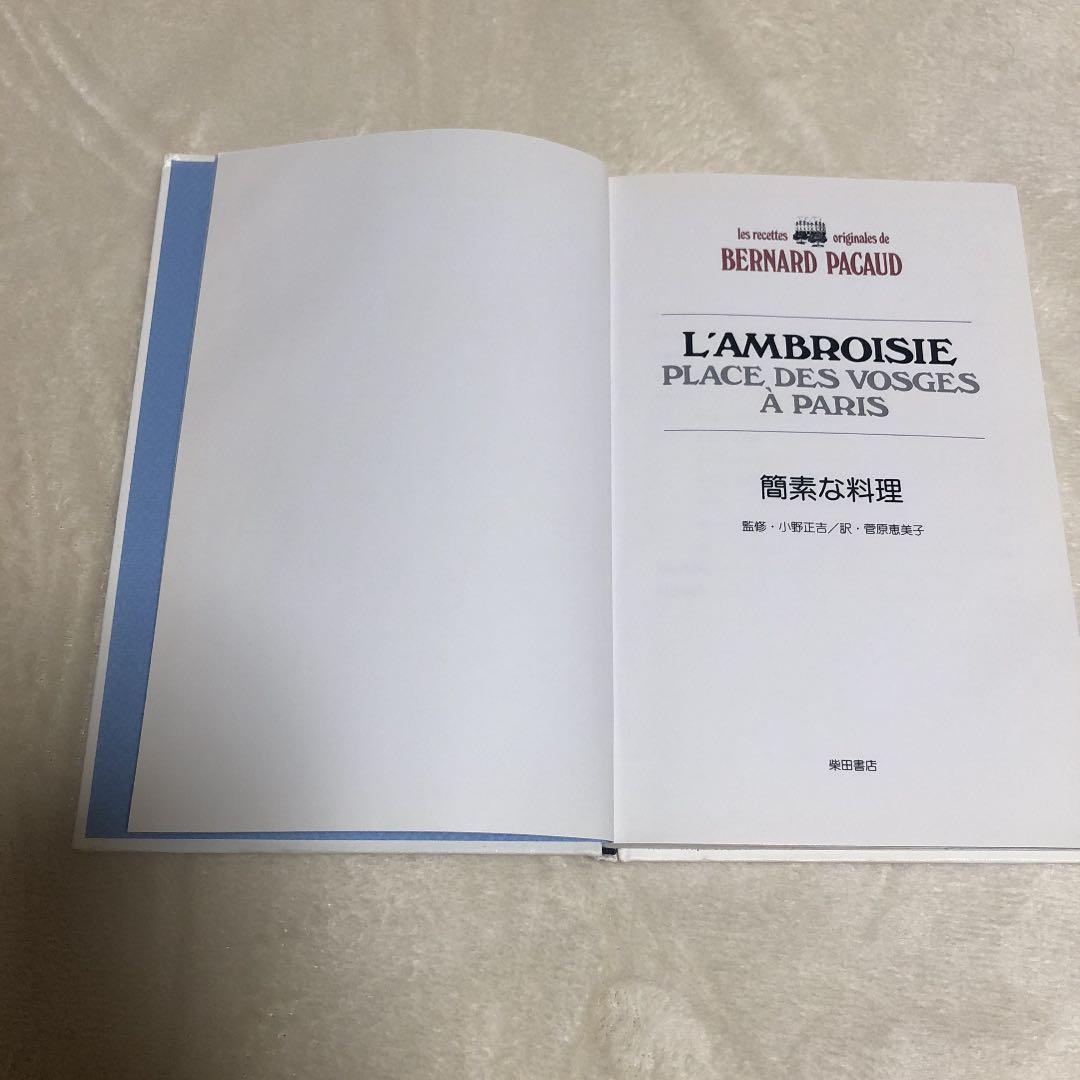 les recettes originales de
BERNARD PACAUD
L'AMBROISIE
PLACE DES VOSGES
À PARIS
簡素な料理
監修・小野正吉／訳・菅原恵美子
柴田書店